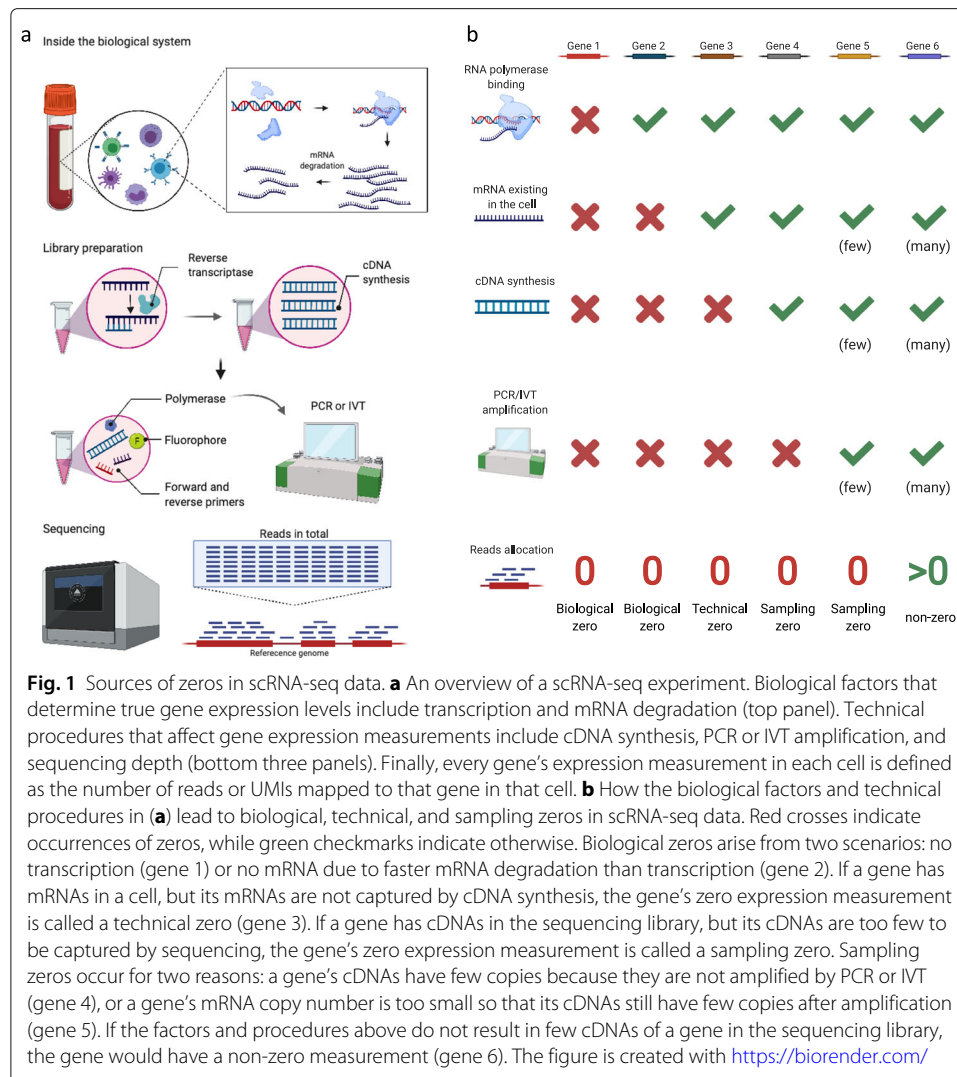 a
Inside the biological system
mRNA
degradation
Library preparation
Reverse
transcriptase
cDNA
synthesis
Polymerase
Fluorophore
F
Forward and
reverse primers
PCR or IVT
Sequencing
Reads in total
Referecence genome
b
Gene 1 Gene 2 Gene 3 Gene 4 Gene 5 Gene 6
RNA polymerase
binding
mRNA existing
in the cell
(few) (many)
cDNA synthesis
(few) (many)
PCR/IVT
amplification
(few) (many)
Reads allocation
0 0 0 0 0 >0
Biological Biological Technical Sampling Sampling non-zero
zero zero zero zero zero
Fig. 1 Sources of zeros in scRNA-seq data. a An overview of a scRNA-seq experiment. Biological factors that
determine true gene expression levels include transcription and mRNA degradation (top panel). Technical
procedures that affect gene expression measurements include cDNA synthesis, PCR or IVT amplification, and
sequencing depth (bottom three panels). Finally, every gene's expression measurement in each cell is defined
as the number of reads or UMIs mapped to that gene in that cell. b How the biological factors and technical
procedures in (a) lead to biological, technical, and sampling zeros in scRNA-seq data. Red crosses indicate
occurrences of zeros, while green checkmarks indicate otherwise. Biological zeros arise from two scenarios: no
transcription (gene 1) or no mRNA due to faster mRNA degradation than transcription (gene 2). If a gene has
mRNAs in a cell, but its mRNAs are not captured by cDNA synthesis, the gene's zero expression measurement
is called a technical zero (gene 3). If a gene has cDNAs in the sequencing library, but its cDNAs are too few to
be captured by sequencing, the gene's zero expression measurement is called a sampling zero. Sampling
zeros occur for two reasons: a gene's cDNAs have few copies because they are not amplified by PCR or IVT
(gene 4), or a gene's mRNA copy number is too small so that its cDNAs still have few copies after amplification
(gene 5). If the factors and procedures above do not result in few cDNAs of a gene in the sequencing library,
the gene would have a non-zero measurement (gene 6). The figure is created with https://biorender.com/